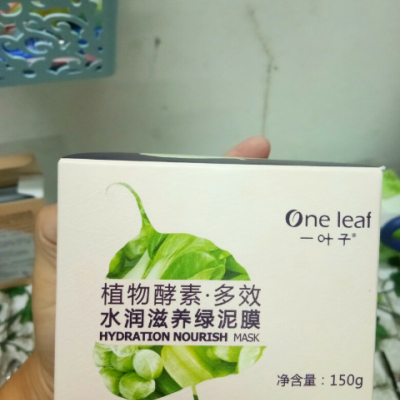 One leaf
一叶子®
植物酵素·多效
水润滋养绿泥膜
HYDRATION NOURISH MASK
净含量：150g